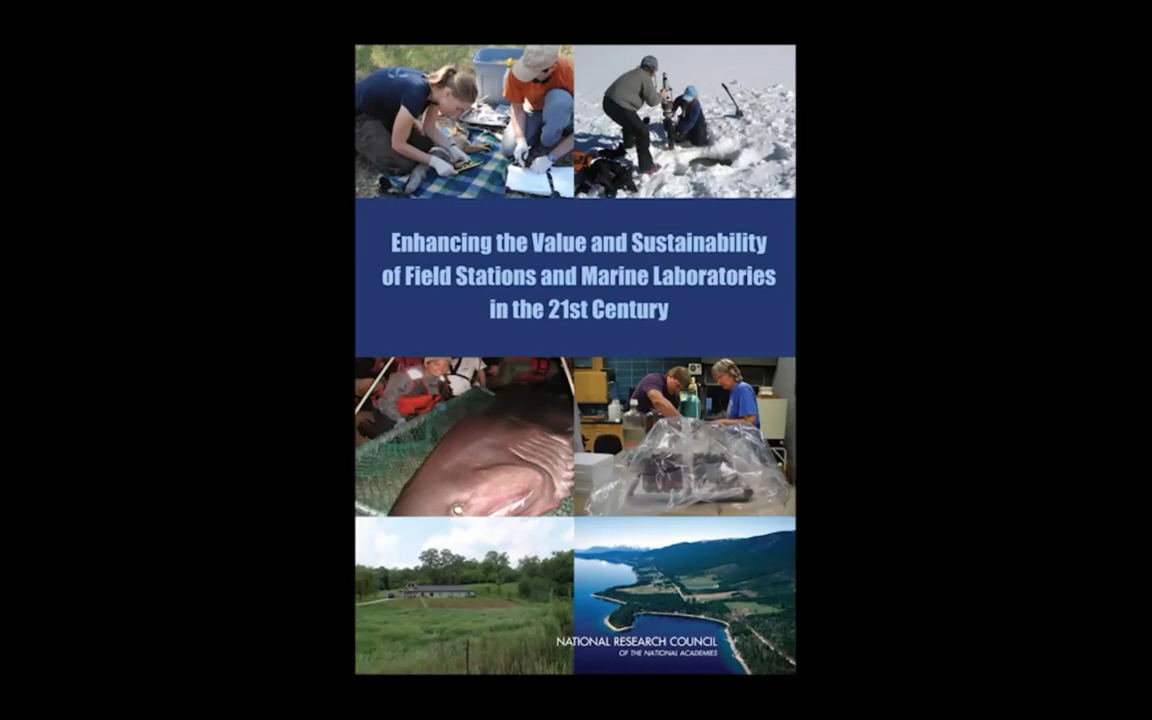 Enhancing the Value and Sustainability
of Field Stations and Marine Laboratories
in the 21st Century
NATIONAL RESEARCH COUNCIL
OF THE NATIONAL ACADEMIES